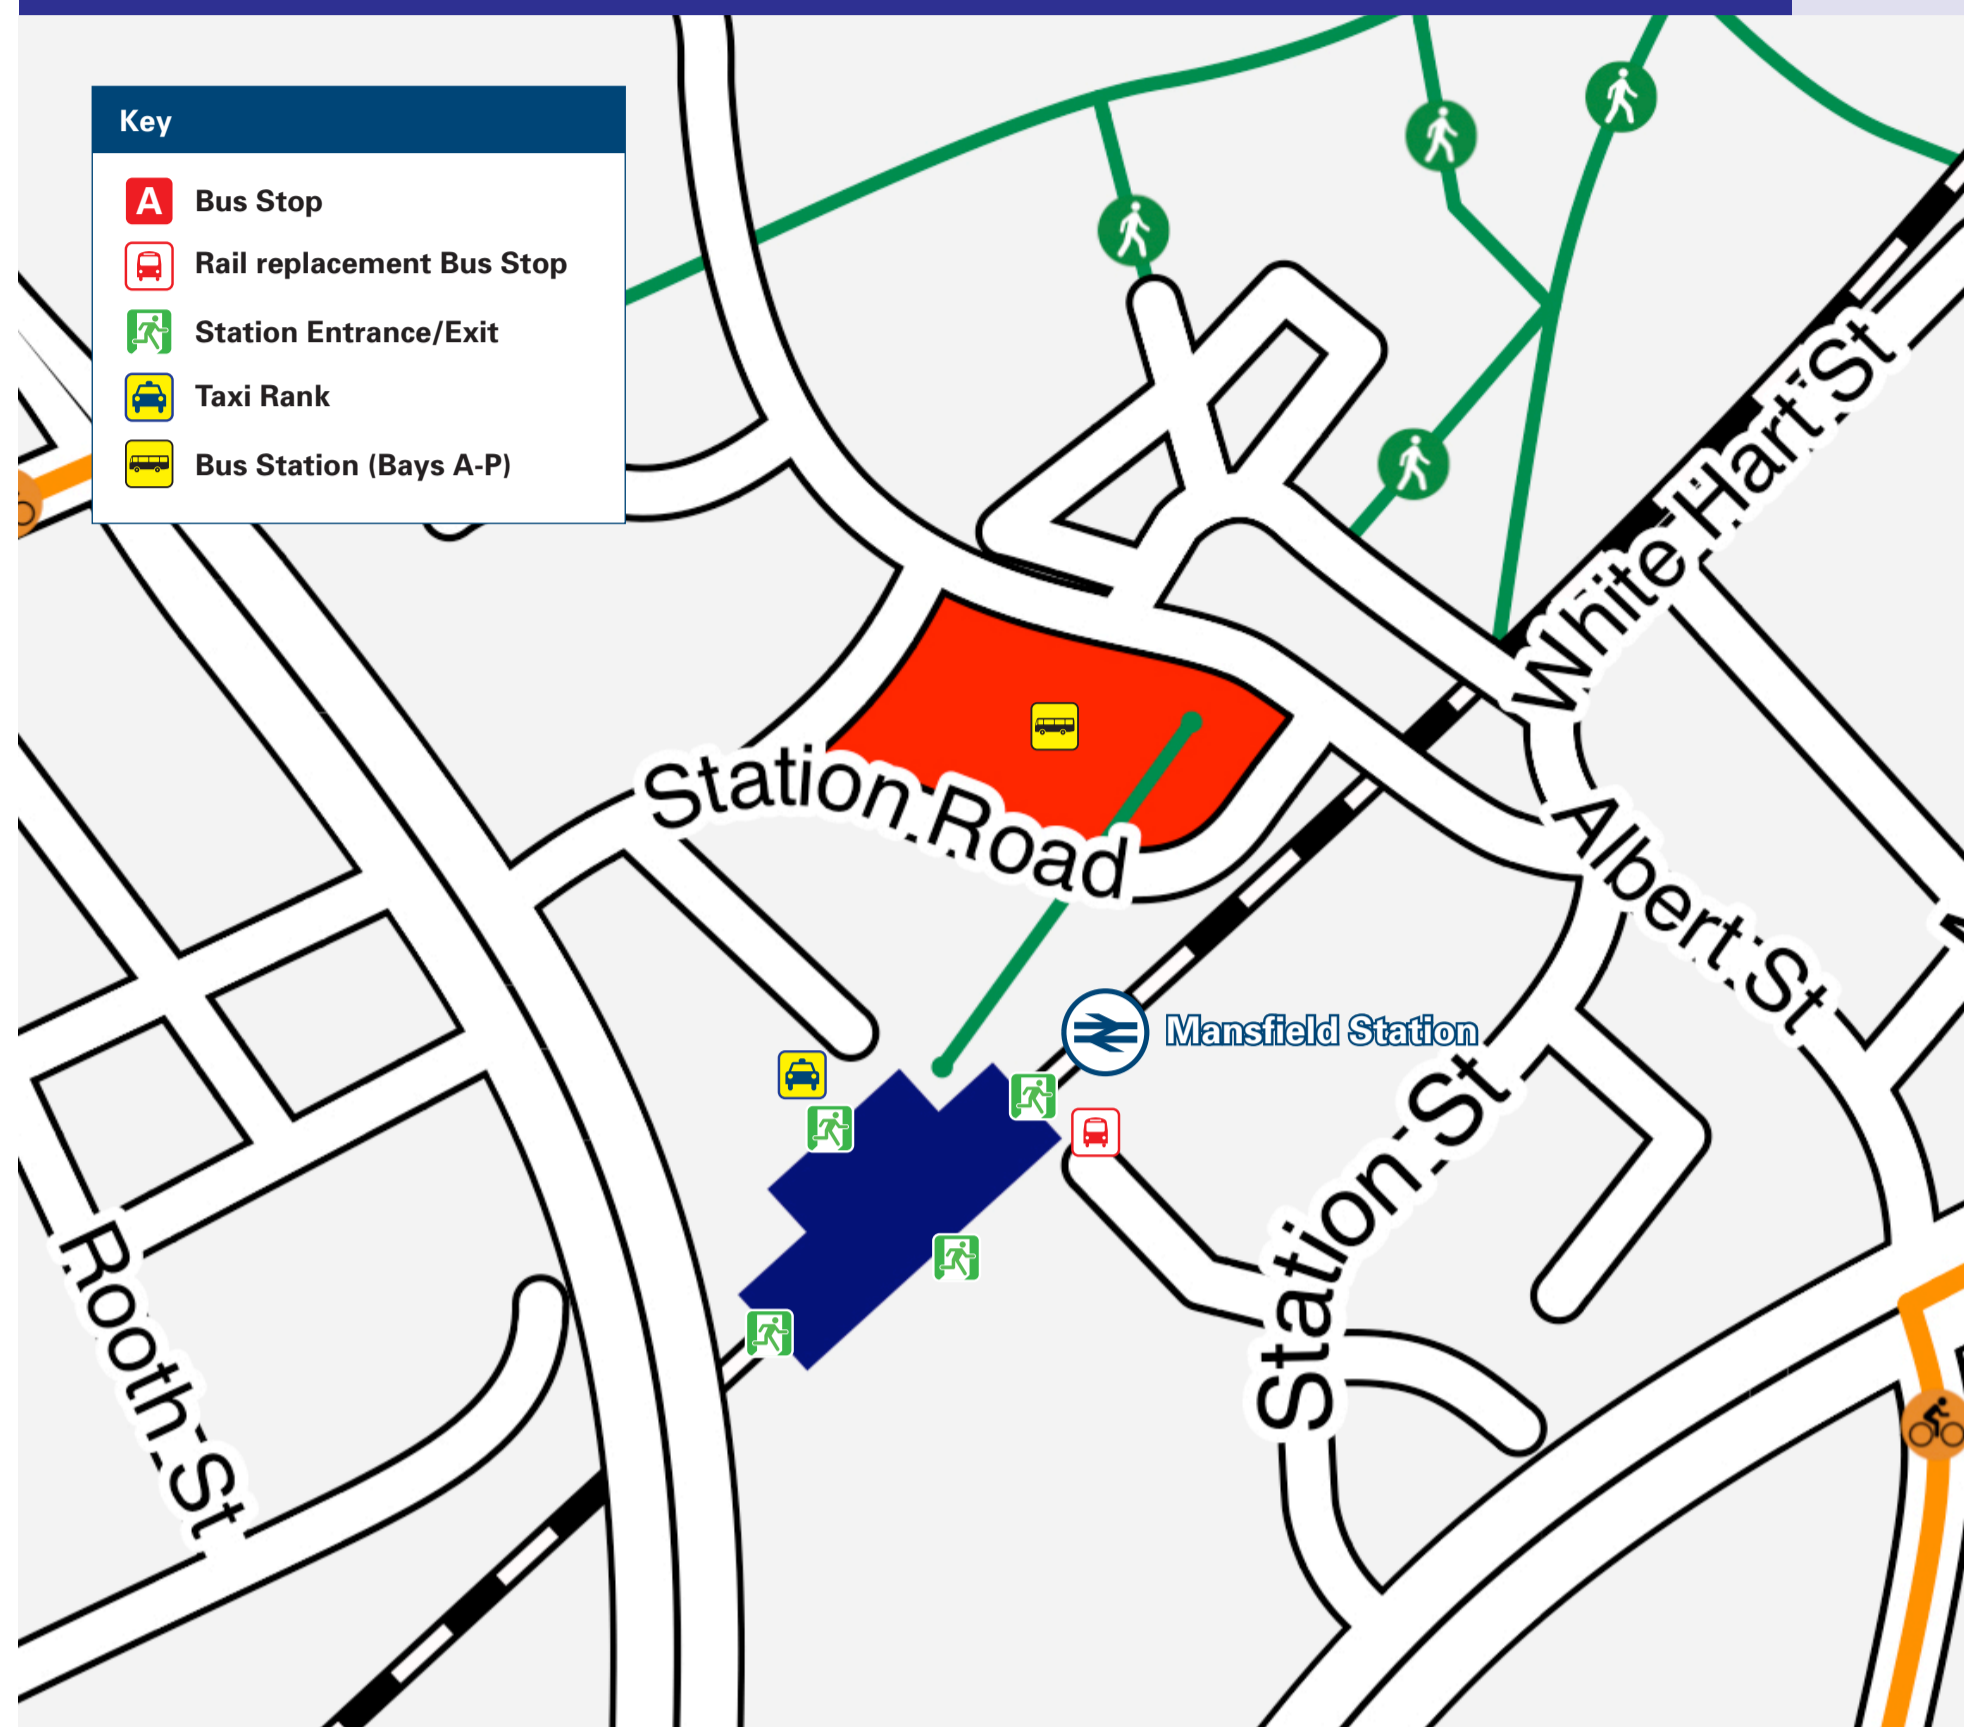 Key
A Bus Stop
Rail replacement Bus Stop
Station Entrance/Exit
Taxi Rank
Bus Station (Bays A-P)
White Hart St
Station Road
Albert St
Mansfield Station
Station St
Rooth St